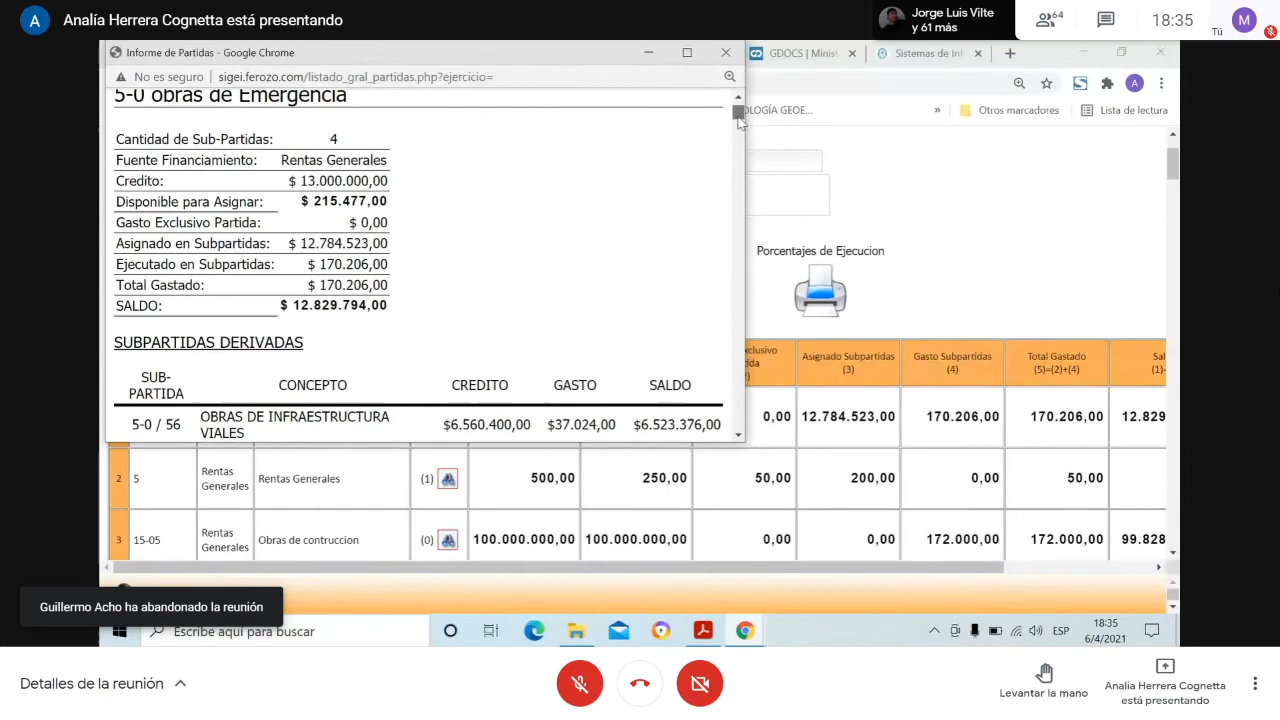 A Analía Herrera Cognetta está presentando
Jorge Luis Vilte
y 61 más
64
18:35
Tú
M
Informe de Partidas - Google Chrome
No es seguro | sigei.ferozo.com/listado_gral_partidas.php?ejercicio=
GDOCS | Minist
Sistemas de In
A
OLOGÍA GEOE...
»
Otros marcadores
Lista de lectura
5-0 obras de Emergencia
Cantidad de Sub-Partidas: 4
Fuente Financiamiento: Rentas Generales
Credito: $ 13.000.000,00
Disponible para Asignar: $ 215.477,00
Gasto Exclusivo Partida: $ 0,00
Asignado en Subpartidas: $ 12.784.523,00
Ejecutado en Subpartidas: $ 170.206,00
Total Gastado: $ 170.206,00
SALDO: $ 12.829.794,00
SUBPARTIDAS DERIVADAS
SUB-
PARTIDA CONCEPTO CREDITO GASTO SALDO
5-0 / 56 OBRAS DE INFRAESTRUCTURA
VIALES $6.560.400,00 $37.024,00 $6.523.376,00
Porcentajes de Ejecucion
xclusivo
ida
Asignado Subpartidas
(3)
Gasto Subpartidas
(4)
Total Gastado
(5)=(2)+(4)
Sal
(1)-
0,00 12.784.523,00 170.206,00 170.206,00 12.829
2 5 Rentas
Generales Rentas Generales (1) 500,00 250,00 50,00 200,00 0,00 50,00
3 15-05 Rentas
Generales Obras de contruccion (0) 100.000.000,00 100.000.000,00 0,00 0,00 172.000,00 172.000,00 99.828
Guillermo Acho ha abandonado la reunión
Escribe aquí para buscar
ESP
18:35
6/4/2021
Detalles de la reunión
Levantar la mano
Analía Herrera Cognetta
está presentando